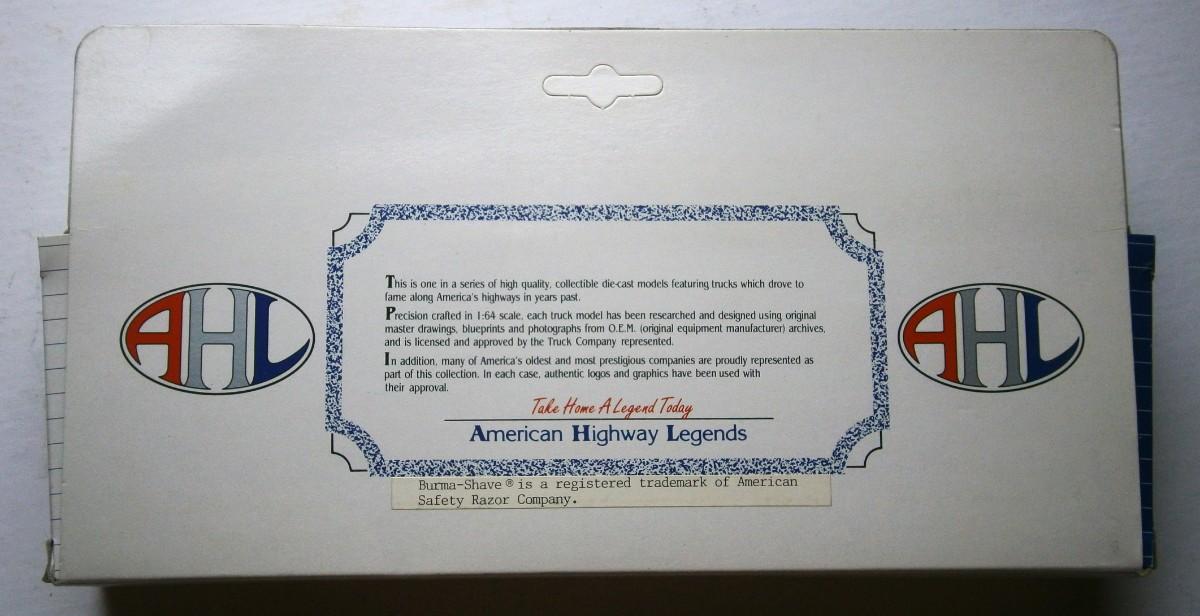 This is one in a series of high quality, collectible die-cast models featuring trucks which drove to
fame along America's highways in years past.
Precision crafted in 1:64 scale, each truck model has been researched and designed using original
master drawings, blueprints and photographs from O.E.M. (original equipment manufacturer) archives,
and is licensed and approved by the Truck Company represented.
In addition, many of America's oldest and most prestigious companies are proudly represented as
part of this collection. In each case, authentic logos and graphics have been used with
their approval.
Take Home A Legend Today
American Highway Legends
AHL
AHL
Burma-Shave ® is a registered trademark of American
Safety Razor Company.